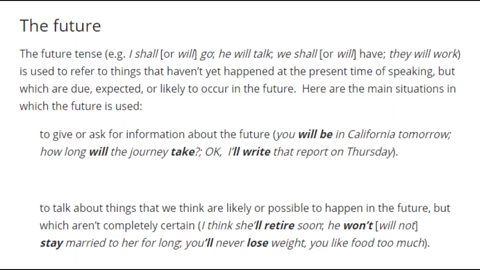 The future
The future tense (e.g. I shall [or will] go; he will talk; we shall [or will] have; they will work)
is used to refer to things that haven’t yet happened at the present time of speaking, but
which are due, expected, or likely to occur in the future. Here are the main situations in
which the future is used:
to give or ask for information about the future (you will be in California tomorrow;
how long will the journey take?; OK, I’ll write that report on Thursday).
to talk about things that we think are likely or possible to happen in the future, but
which aren’t completely certain (I think she’ll retire soon; he won’t [will not]
stay married to her for long; you’ll never lose weight, you like food too much).